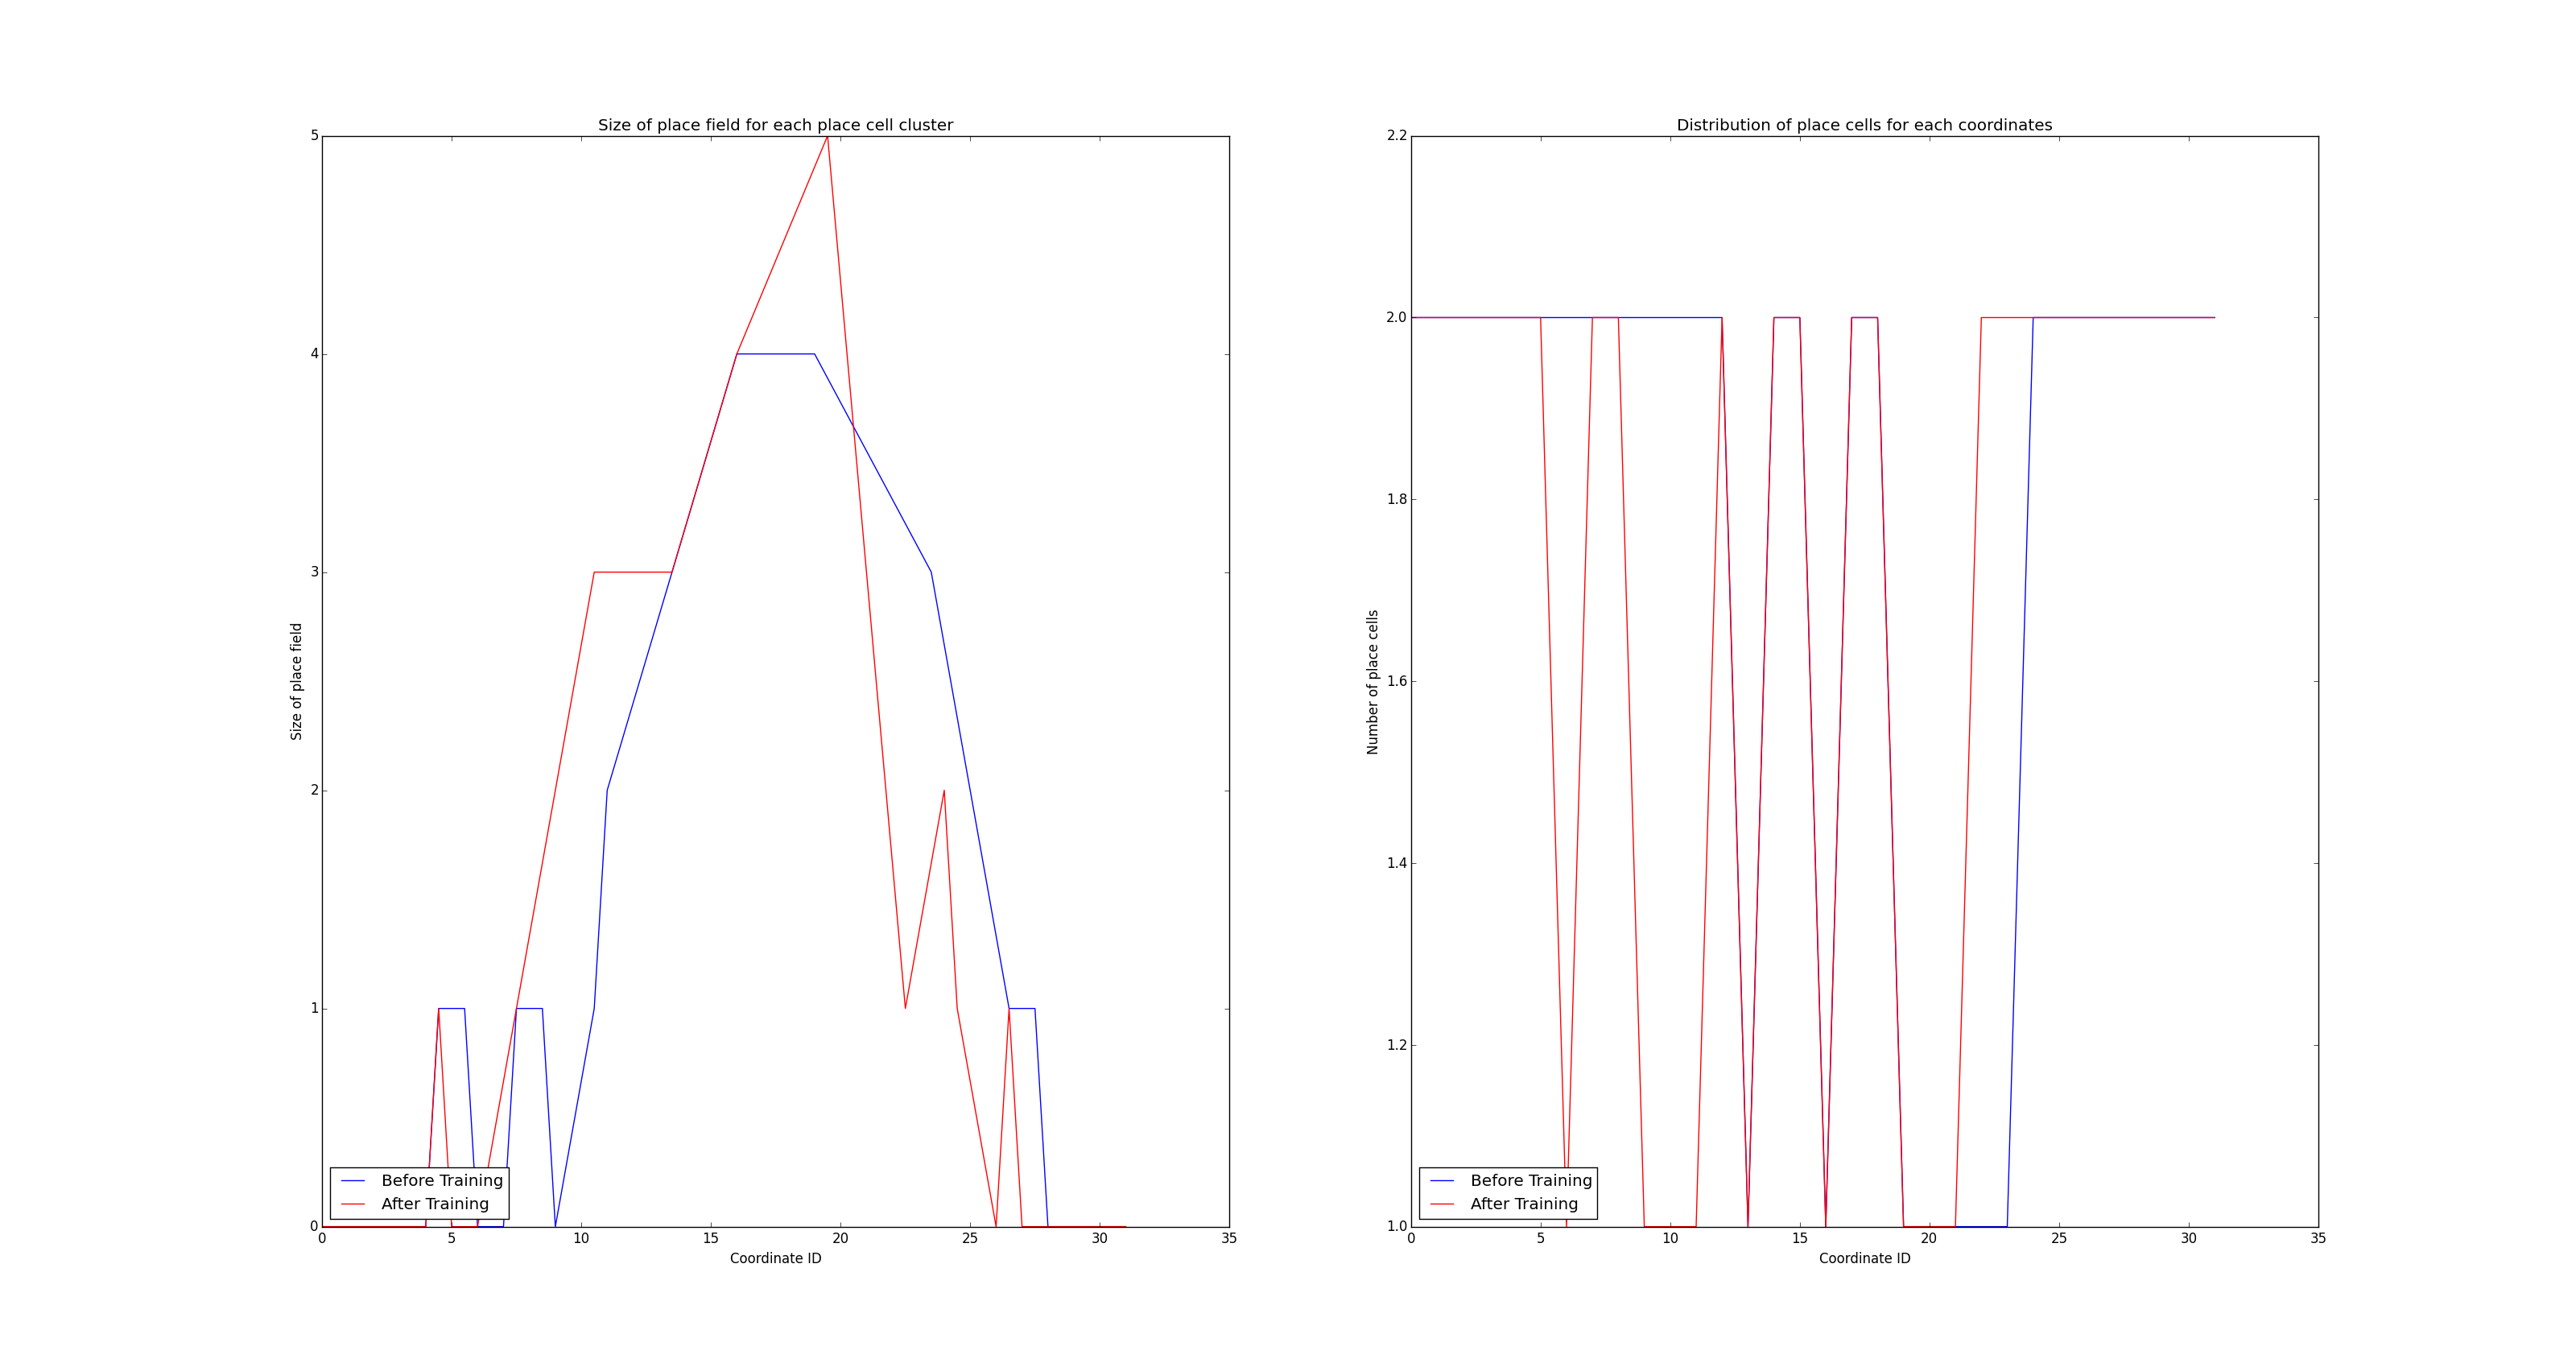 Size of place field for each place cell cluster
5
4
3
2
1
0
Size of place field
Before Training
After Training
0 5 10 15 20 25 30 35
Coordinate ID
Distribution of place cells for each coordinates
2.2
2.0
1.8
1.6
1.4
1.2
1.0
Number of place cells
Before Training
After Training
0 5 10 15 20 25 30 35
Coordinate ID